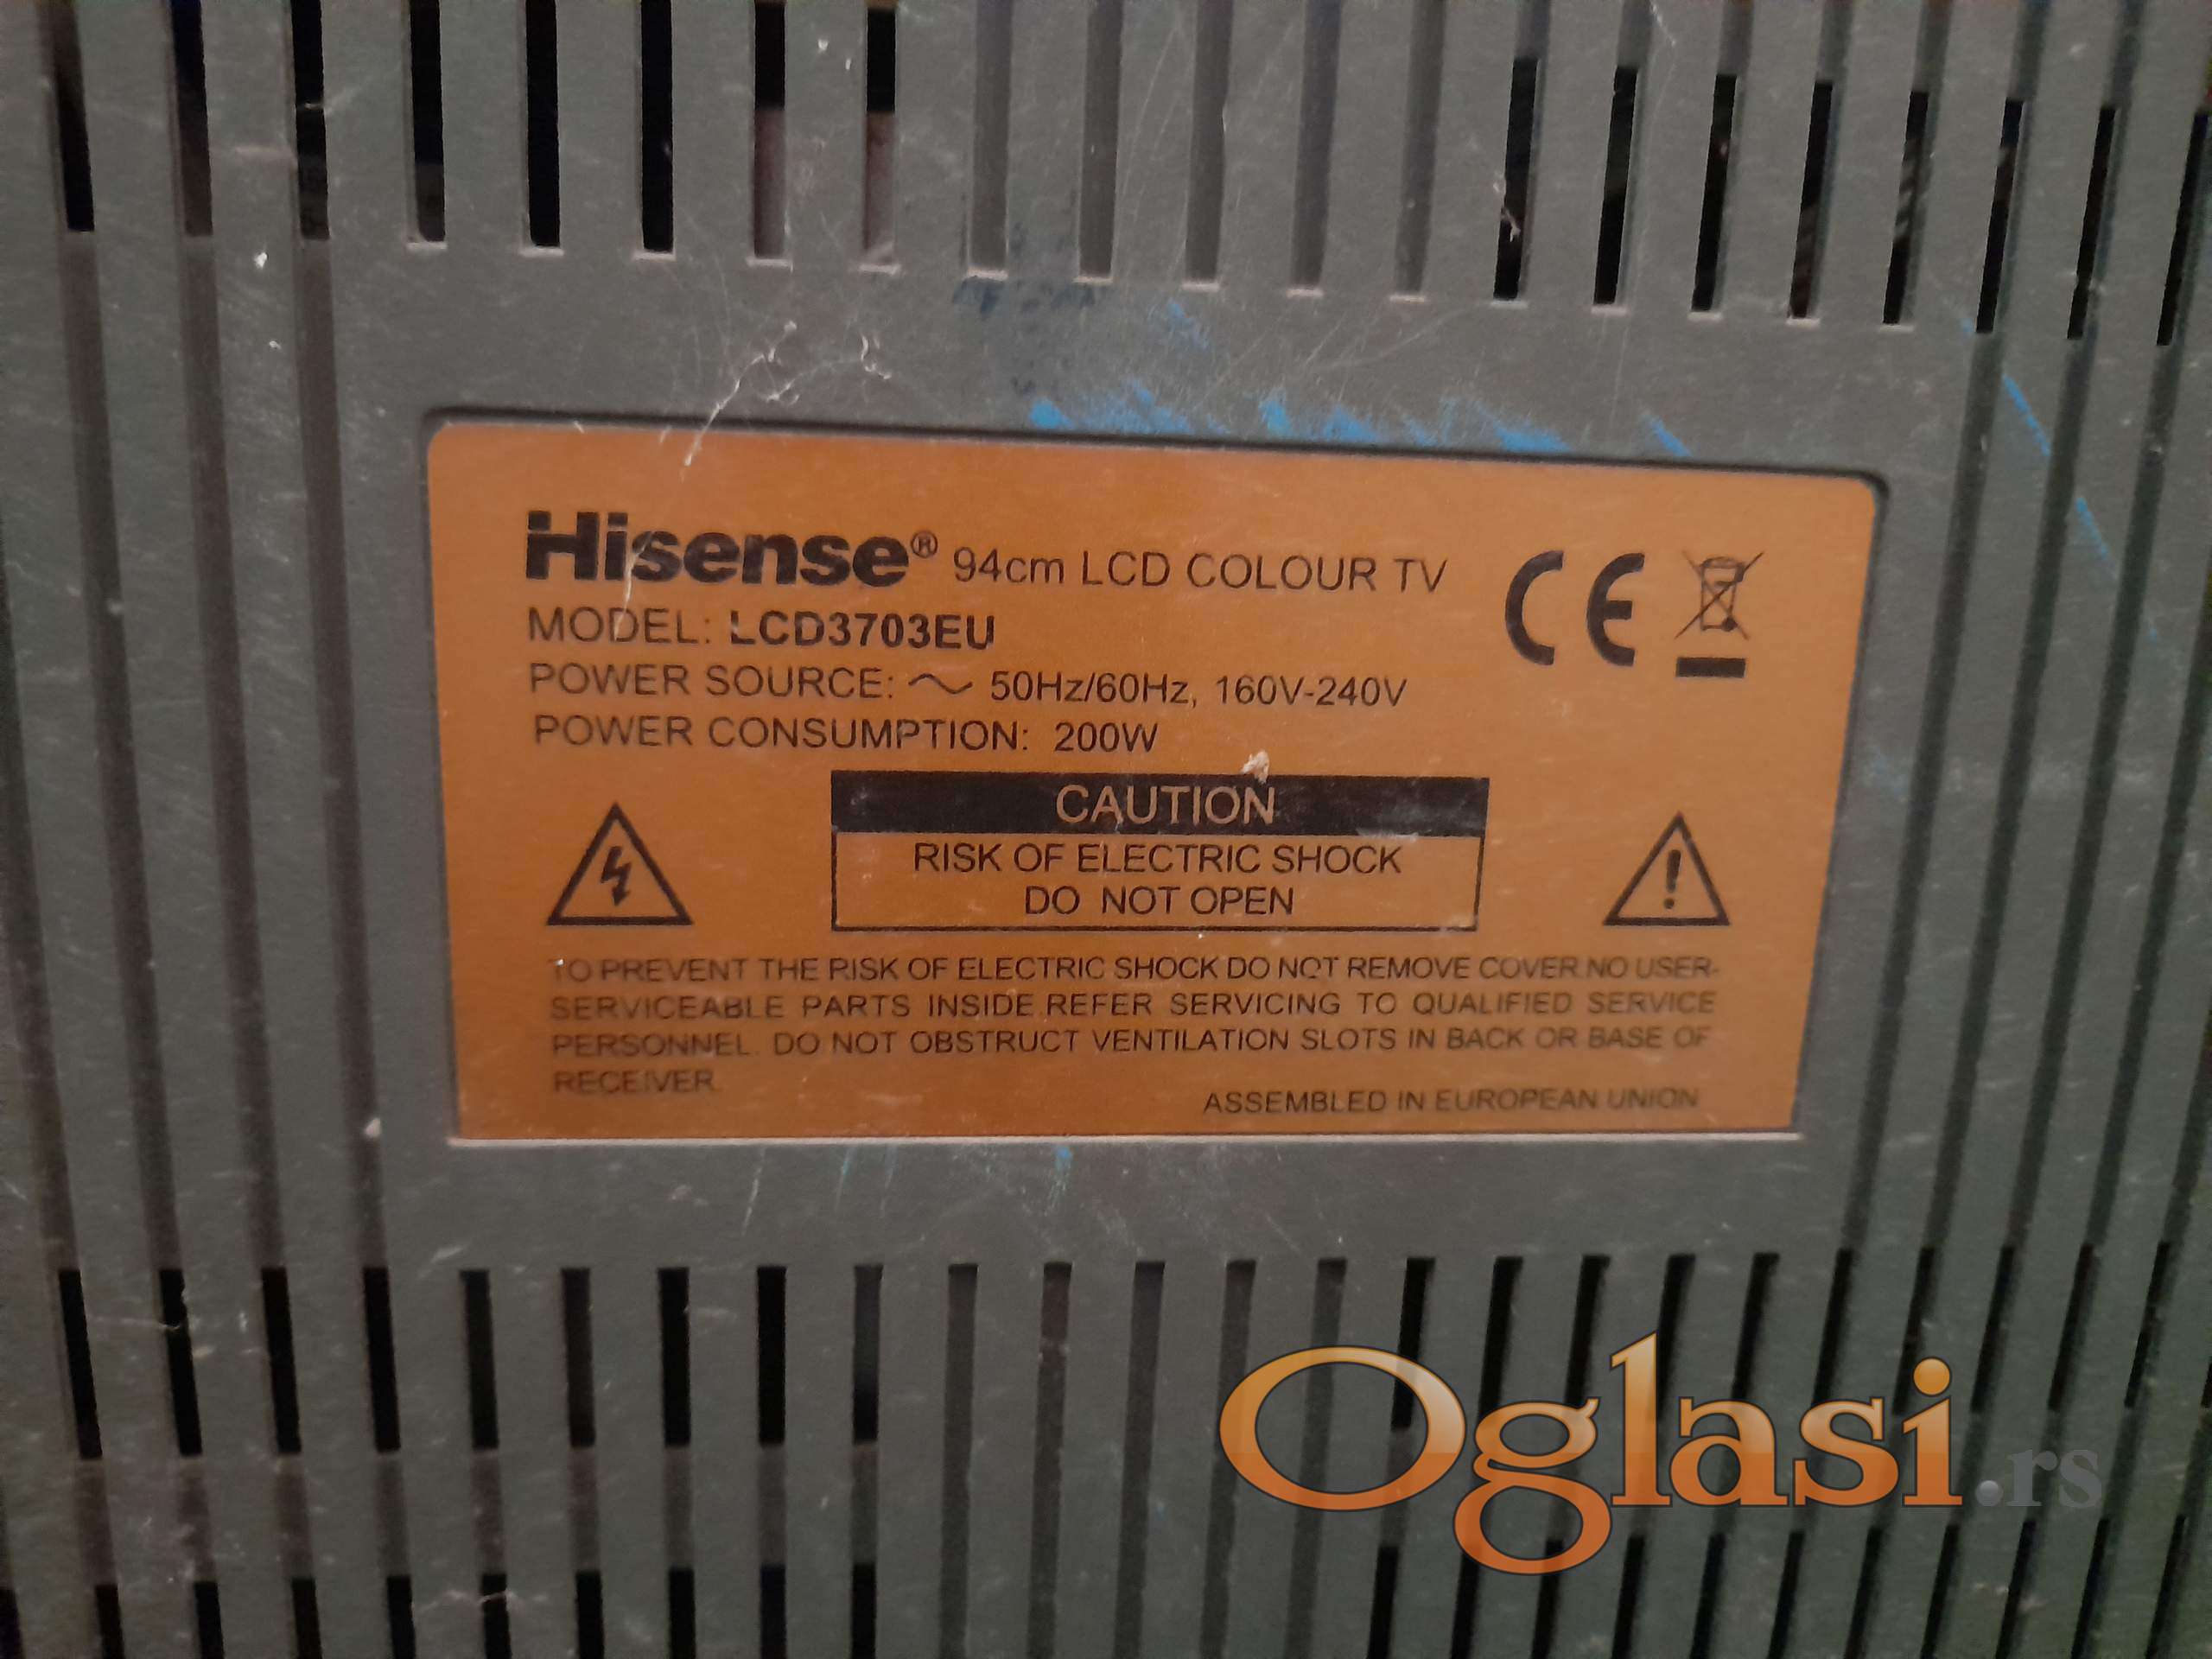 Hisense® 94cm LCD COLOUR TV
MODEL: LCD3703EU
POWER SOURCE: ~ 50Hz/60Hz, 160V-240V
POWER CONSUMPTION: 200W
CE
CAUTION
RISK OF ELECTRIC SHOCK
DO NOT OPEN
TO PREVENT THE RISK OF ELECTRIC SHOCK DO NOT REMOVE COVER.NO USER-
SERVICEABLE PARTS INSIDE.REFER SERVICING TO QUALIFIED SERVICE
PERSONNEL. DO NOT OBSTRUCT VENTILATION SLOTS IN BACK OR BASE OF
RECEIVER.
ASSEMBLED IN EUROPEAN UNION
Oglasi.rs